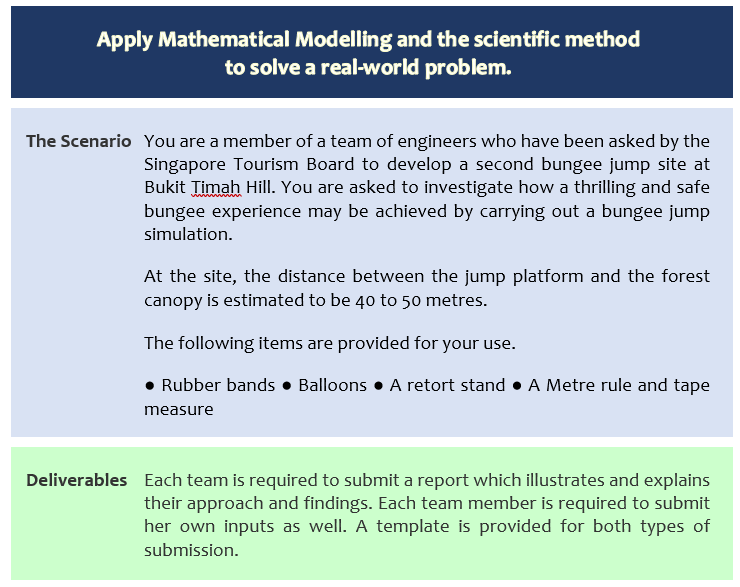 Apply Mathematical Modelling and the scientific method
to solve a real-world problem.
The Scenario You are a member of a team of engineers who have been asked by the
Singapore Tourism Board to develop a second bungee jump site at
Bukit Timah Hill. You are asked to investigate how a thrilling and safe
bungee experience may be achieved by carrying out a bungee jump
simulation.
At the site, the distance between the jump platform and the forest
canopy is estimated to be 40 to 50 metres.
The following items are provided for your use.
● Rubber bands ● Balloons ● A retort stand ● A Metre rule and tape
measure
Deliverables Each team is required to submit a report which illustrates and explains
their approach and findings. Each team member is required to submit
her own inputs as well. A template is provided for both types of
submission.